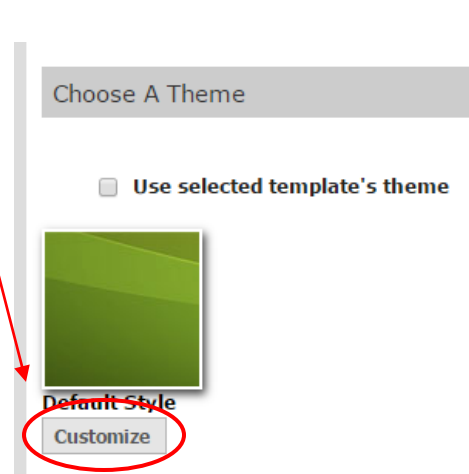 Choose A Theme
Use selected template's theme
Default Style
Customize